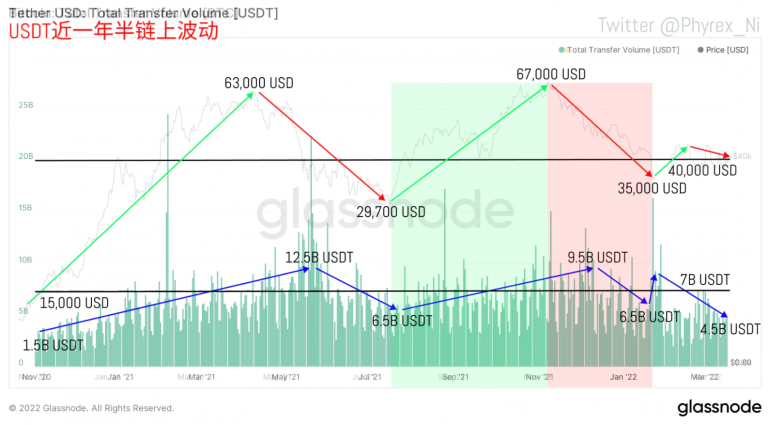 Tether USD: Total Transfer Volume [USDT]
USDT近一年半链上波动
Twitter @Phyrex_Ni
Total Transfer Volume [USDT] Price [USD]
67,000 USD
63,000 USD
25B
20B
$40k
40,000 USD
35,000 USD
29,700 USD
15B
glassnode
12.5B USDT
9.5B USDT
10B
7B USDT
15,000 USD
5B
6.5B USDT
6.5B USDT
4.5B USDT
1.5B USDT
0
Nov '20 Jan '21 Mar '21 May '21 Jul '21 Sep '21 Nov '21 Jan '22 Mar '22
© 2022 Glassnode. All Rights Reserved.
glassnode